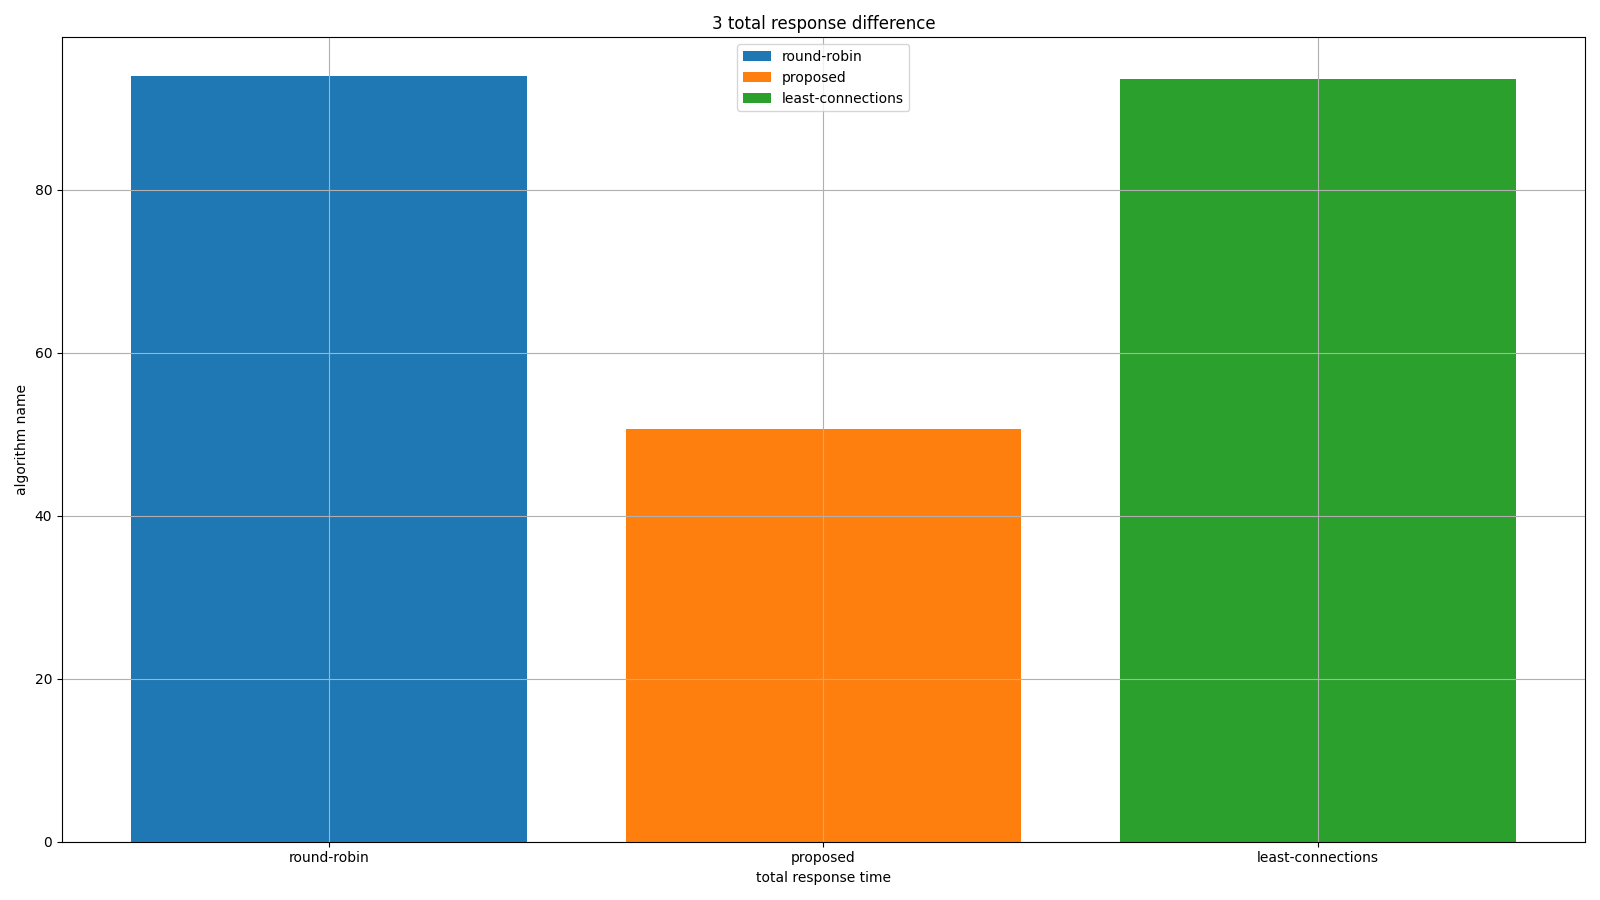 3 total response difference
round-robin
proposed
least-connections
80
60
40
20
0
algorithm name
round-robin
proposed
least-connections
total response time